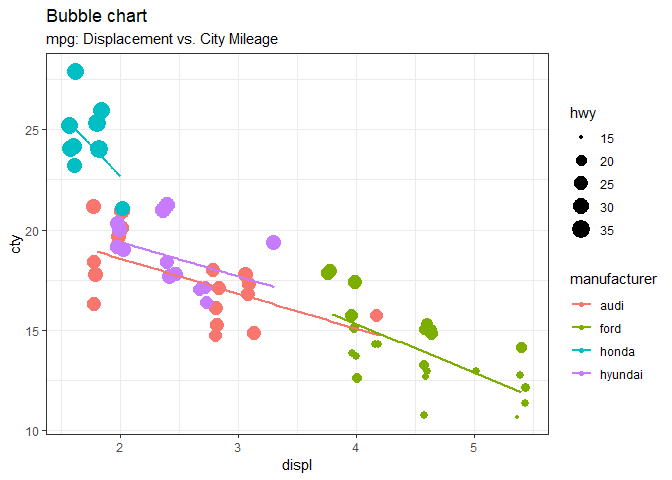 Bubble chart
mpg: Displacement vs. City Mileage
cty
25
20
15
10
2
3
4
5
displ
hwy
15
20
25
30
35
manufacturer
audi
ford
honda
hyundai